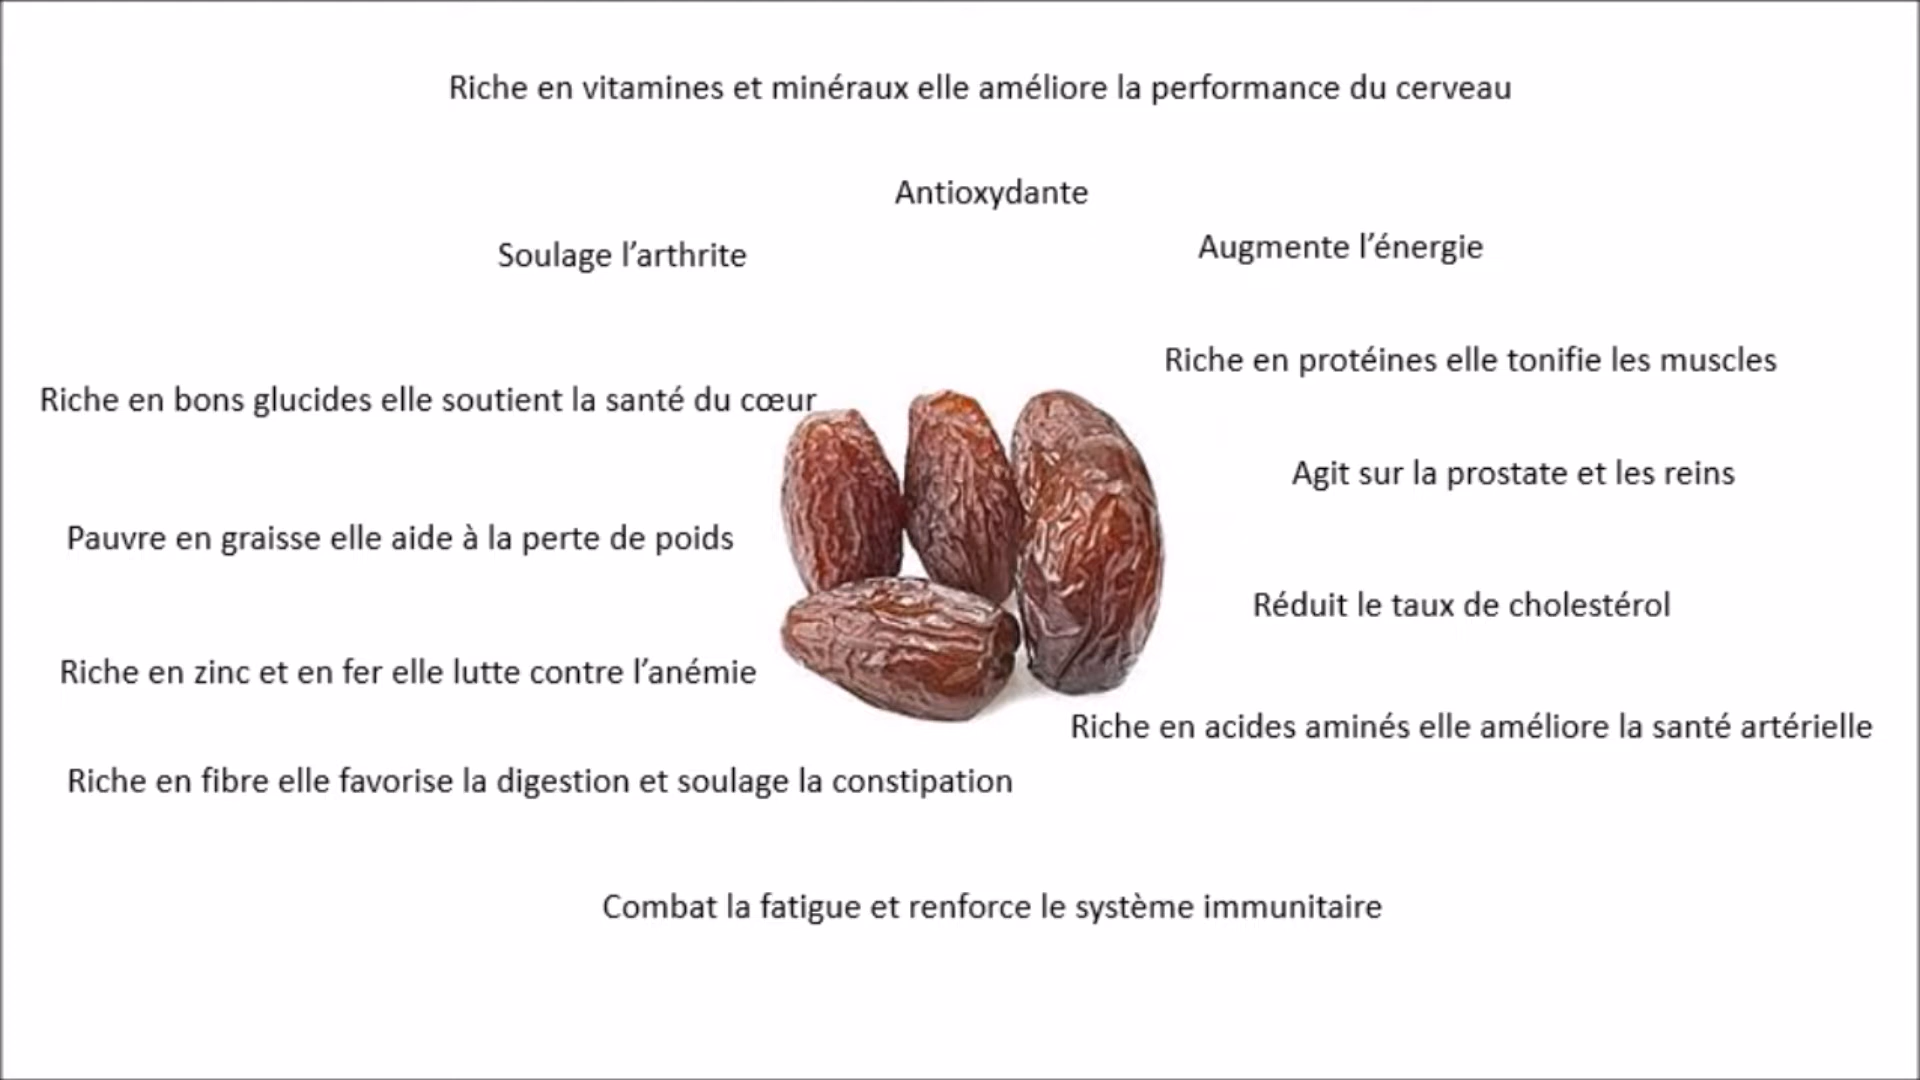 Riche en vitamines et minéraux elle améliore la performance du cerveau
Antioxydante
Soulage l’arthrite
Augmente l’énergie
Riche en protéines elle tonifie les muscles
Riche en bons glucides elle soutient la santé du cœur
Agit sur la prostate et les reins
Pauvre en graisse elle aide à la perte de poids
Réduit le taux de cholestérol
Riche en zinc et en fer elle lutte contre l’anémie
Riche en acides aminés elle améliore la santé artérielle
Riche en fibre elle favorise la digestion et soulage la constipation
Combat la fatigue et renforce le système immunitaire